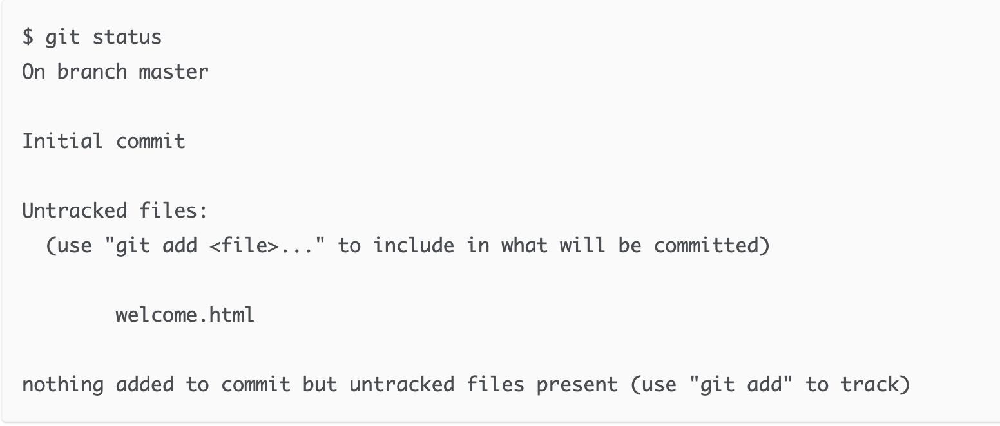 $ git status
On branch master
Initial commit
Untracked files:
(use "git add <file>..." to include in what will be committed)
welcome.html
nothing added to commit but untracked files present (use "git add" to track)